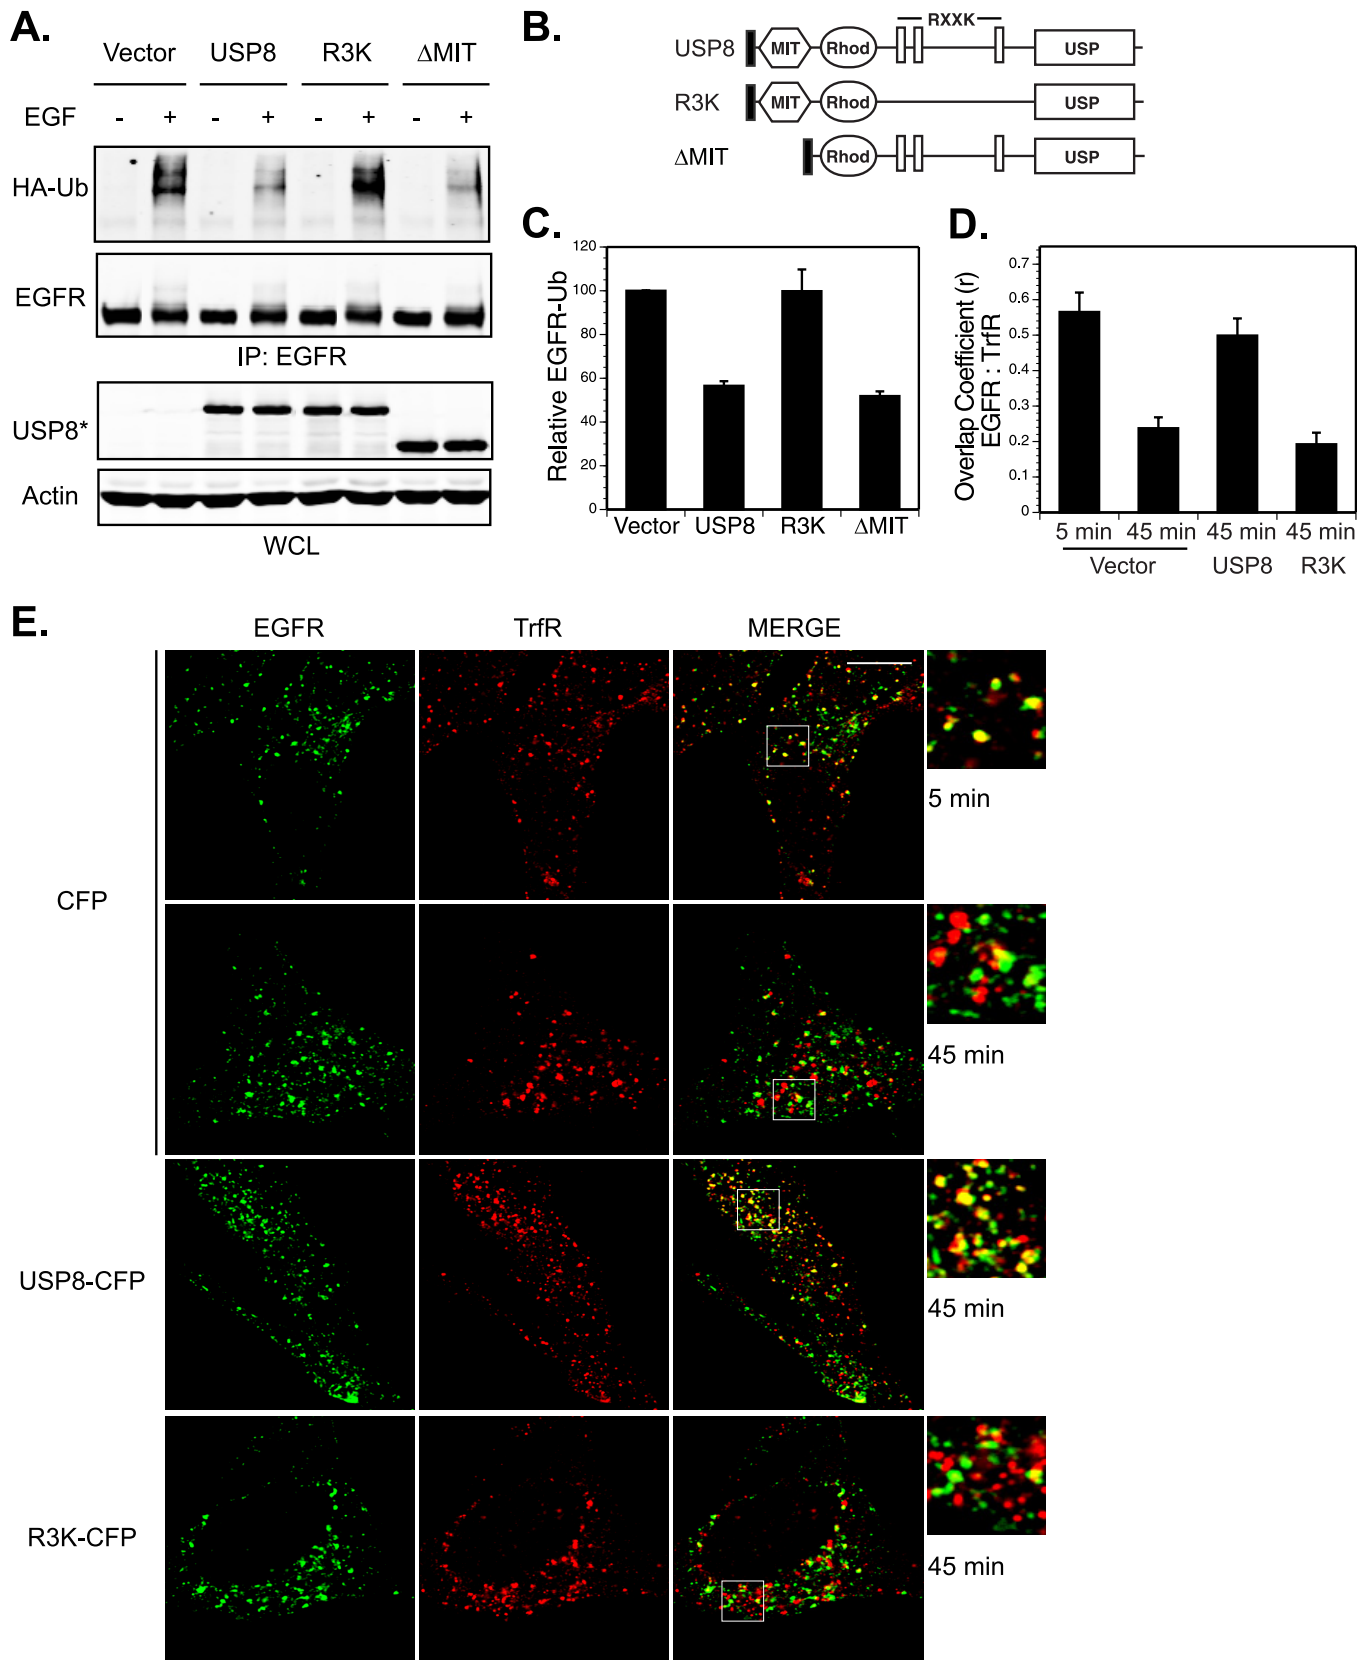 A.
Vector USP8 R3K ΔMIT
EGF - + - + - + - +
HA-Ub
EGFR
IP: EGFR
USP8*
Actin
WCL
B.
RXXK
USP8 MIT Rhod USP
R3K MIT Rhod USP
ΔMIT Rhod USP
C.
Relative EGFR-Ub
120
100
80
60
40
20
0
Vector USP8 R3K ΔMIT
D.
Overlap Coefficient (r)
EGFR : TrfR
0.7
0.6
0.5
0.4
0.3
0.2
0.1
0
5 min 45 min 45 min 45 min
Vector USP8 R3K
E.
EGFR TrfR MERGE
CFP
5 min
45 min
USP8-CFP
45 min
R3K-CFP
45 min